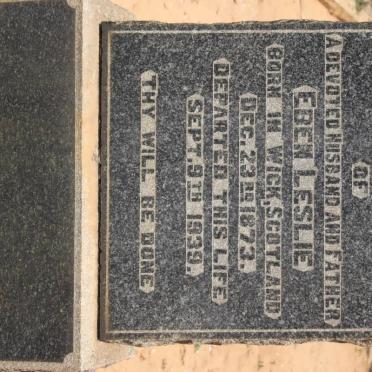 OF
A DEVOTED HUSBAND AND FATHER
EBEN LESLIE
BORN IN WICK, SCOTLAND
DEC. 23RD 1873.
DEPARTED THIS LIFE
SEPT. 9TH 1939.
THY WILL BE DONE